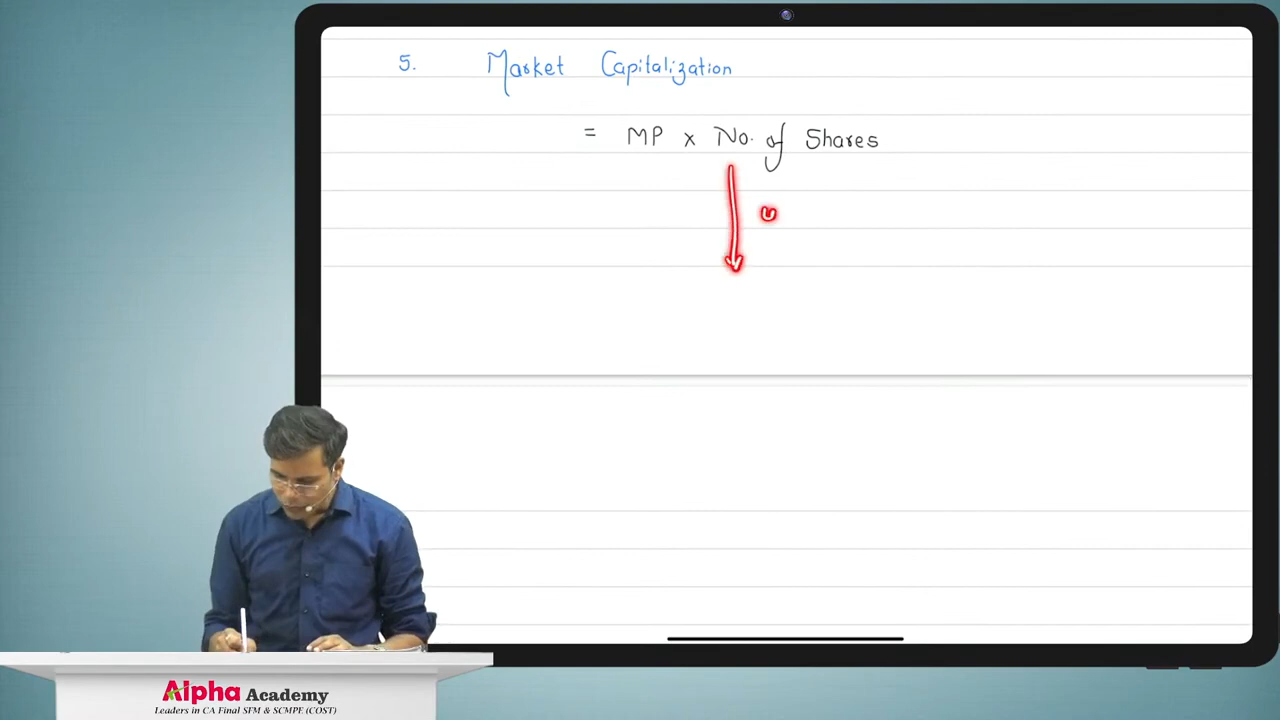 5. Market Capitalization
= MP x No. of Shares
Alpha Academy
Leaders in CA Final SFM & SCMPE (COST)